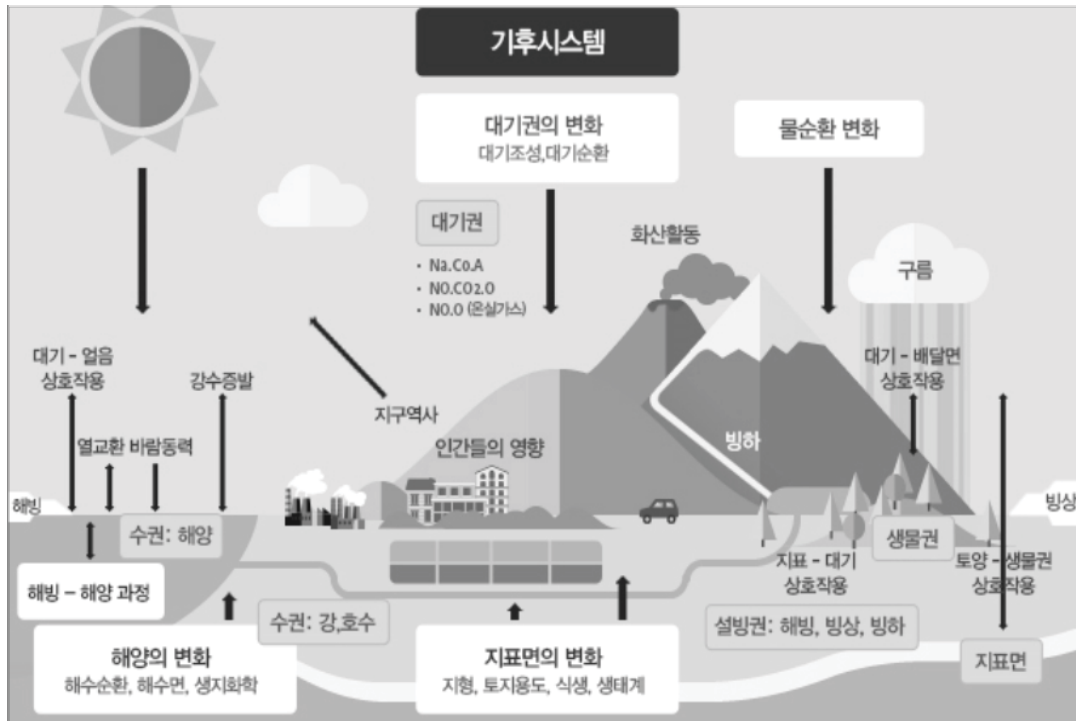 기후시스템
대기권의 변화
대기조성,대기순환
물순환 변화
대기권
• Na.Co.A
• NO.CO2.O
• NO.O (온실가스)
화산활동
구름
대기 – 얼음
상호작용
강수증발
지구역사
대기 – 배달면
상호작용
열교환 바람동력
인간들의 영향
빙하
해빙
빙상
수권: 해양
생물권
지표 – 대기
상호작용
토양 – 생물권
상호작용
해빙 – 해양 과정
수권: 강,호수
설빙권: 해빙, 빙상, 빙하
지표면
해양의 변화
해수순환, 해수면, 생지화학
지표면의 변화
지형, 토지용도, 식생, 생태계